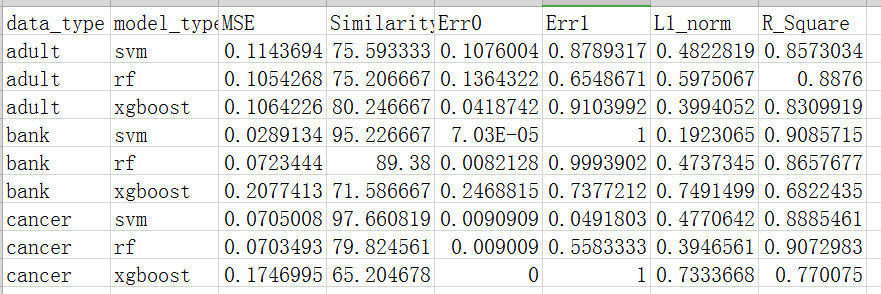 data_type model_type MSE Similarity Err0 Err1 L1_norm R_Square
adult svm 0.1143694 75.593333 0.1076004 0.8789317 0.4822819 0.8573034
adult rf 0.1054268 75.206667 0.1364322 0.6548671 0.5975067 0.8876
adult xgboost 0.1064226 80.246667 0.0418742 0.9103992 0.3994052 0.8309919
bank svm 0.0289134 95.226667 7.03E-05 1 0.1923065 0.9085715
bank rf 0.0723444 89.38 0.0082128 0.9993902 0.4737345 0.8657677
bank xgboost 0.2077413 71.586667 0.2468815 0.7377212 0.7491499 0.6822435
cancer svm 0.0705008 97.660819 0.0090909 0.0491803 0.4770642 0.8885461
cancer rf 0.0703493 79.824561 0.009009 0.5583333 0.3946561 0.9072983
cancer xgboost 0.1746995 65.204678 0 1 0.7333668 0.770075